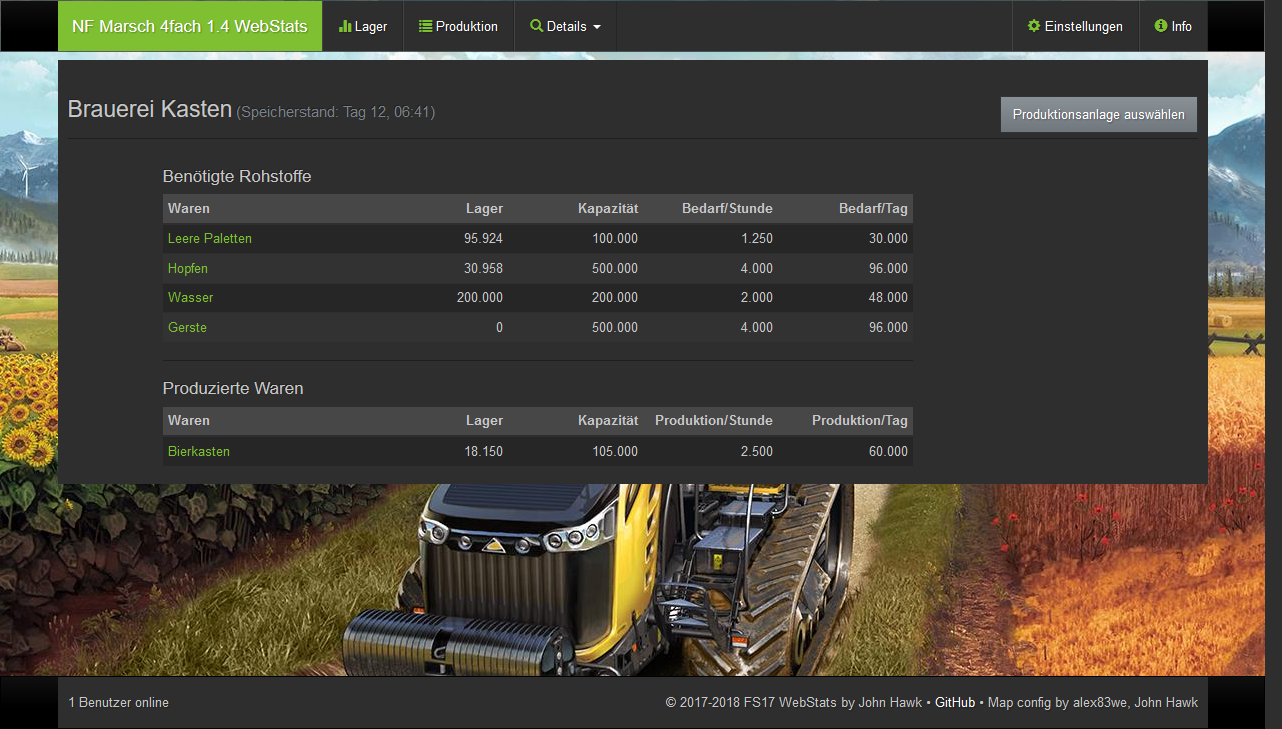 NF Marsch 4fach 1.4 WebStats Lager Produktion Details Einstellungen Info
Brauerei Kasten (Speicherstand: Tag 12, 06:41) Produktionsanlage auswählen
Benötigte Rohstoffe
Waren Lager Kapazität Bedarf/Stunde Bedarf/Tag
Leere Paletten 95.924 100.000 1.250 30.000
Hopfen 30.958 500.000 4.000 96.000
Wasser 200.000 200.000 2.000 48.000
Gerste 0 500.000 4.000 96.000
Produzierte Waren
Waren Lager Kapazität Produktion/Stunde Produktion/Tag
Bierkasten 18.150 105.000 2.500 60.000
1 Benutzer online © 2017-2018 FS17 WebStats by John Hawk • GitHub • Map config by alex83we, John Hawk